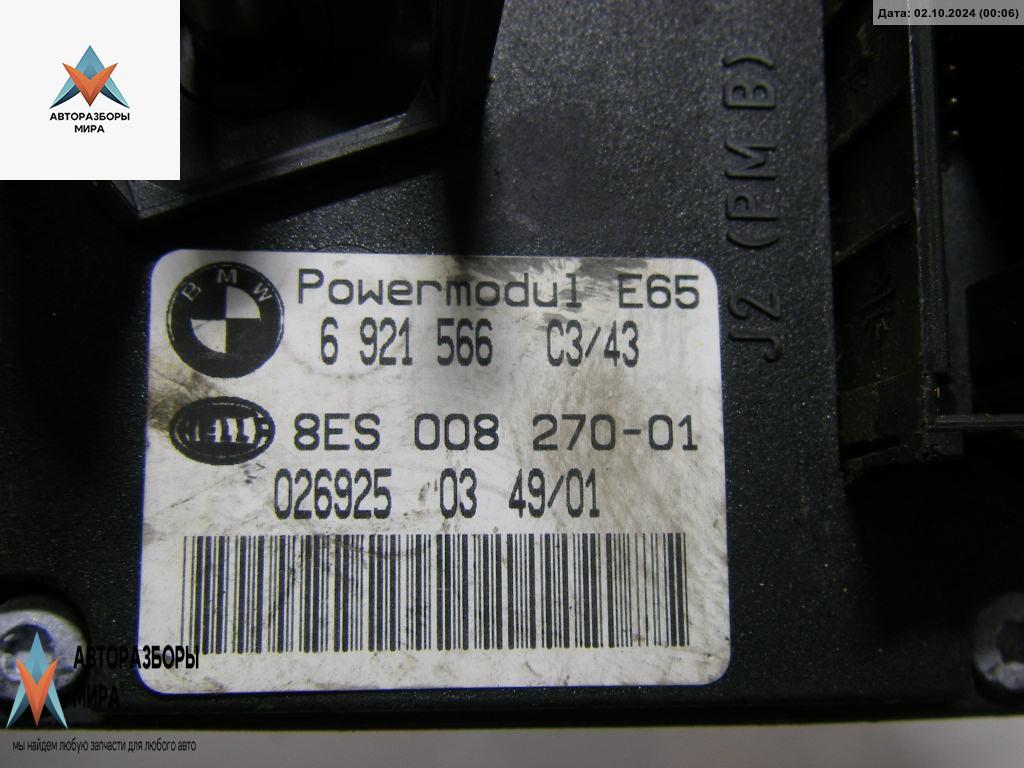 Дата: 02.10.2024 (00:06)
АВТОРАЗБОРЫ
МИРА
J2 (PMB)
BMW
Powermodul E65
6 921 566 C3/43
HELLA
8ES 008 270-01
026925 03 49/01
АВТОРАЗБОРЫ
МИРА
мы найдем любую запчасти для любого авто